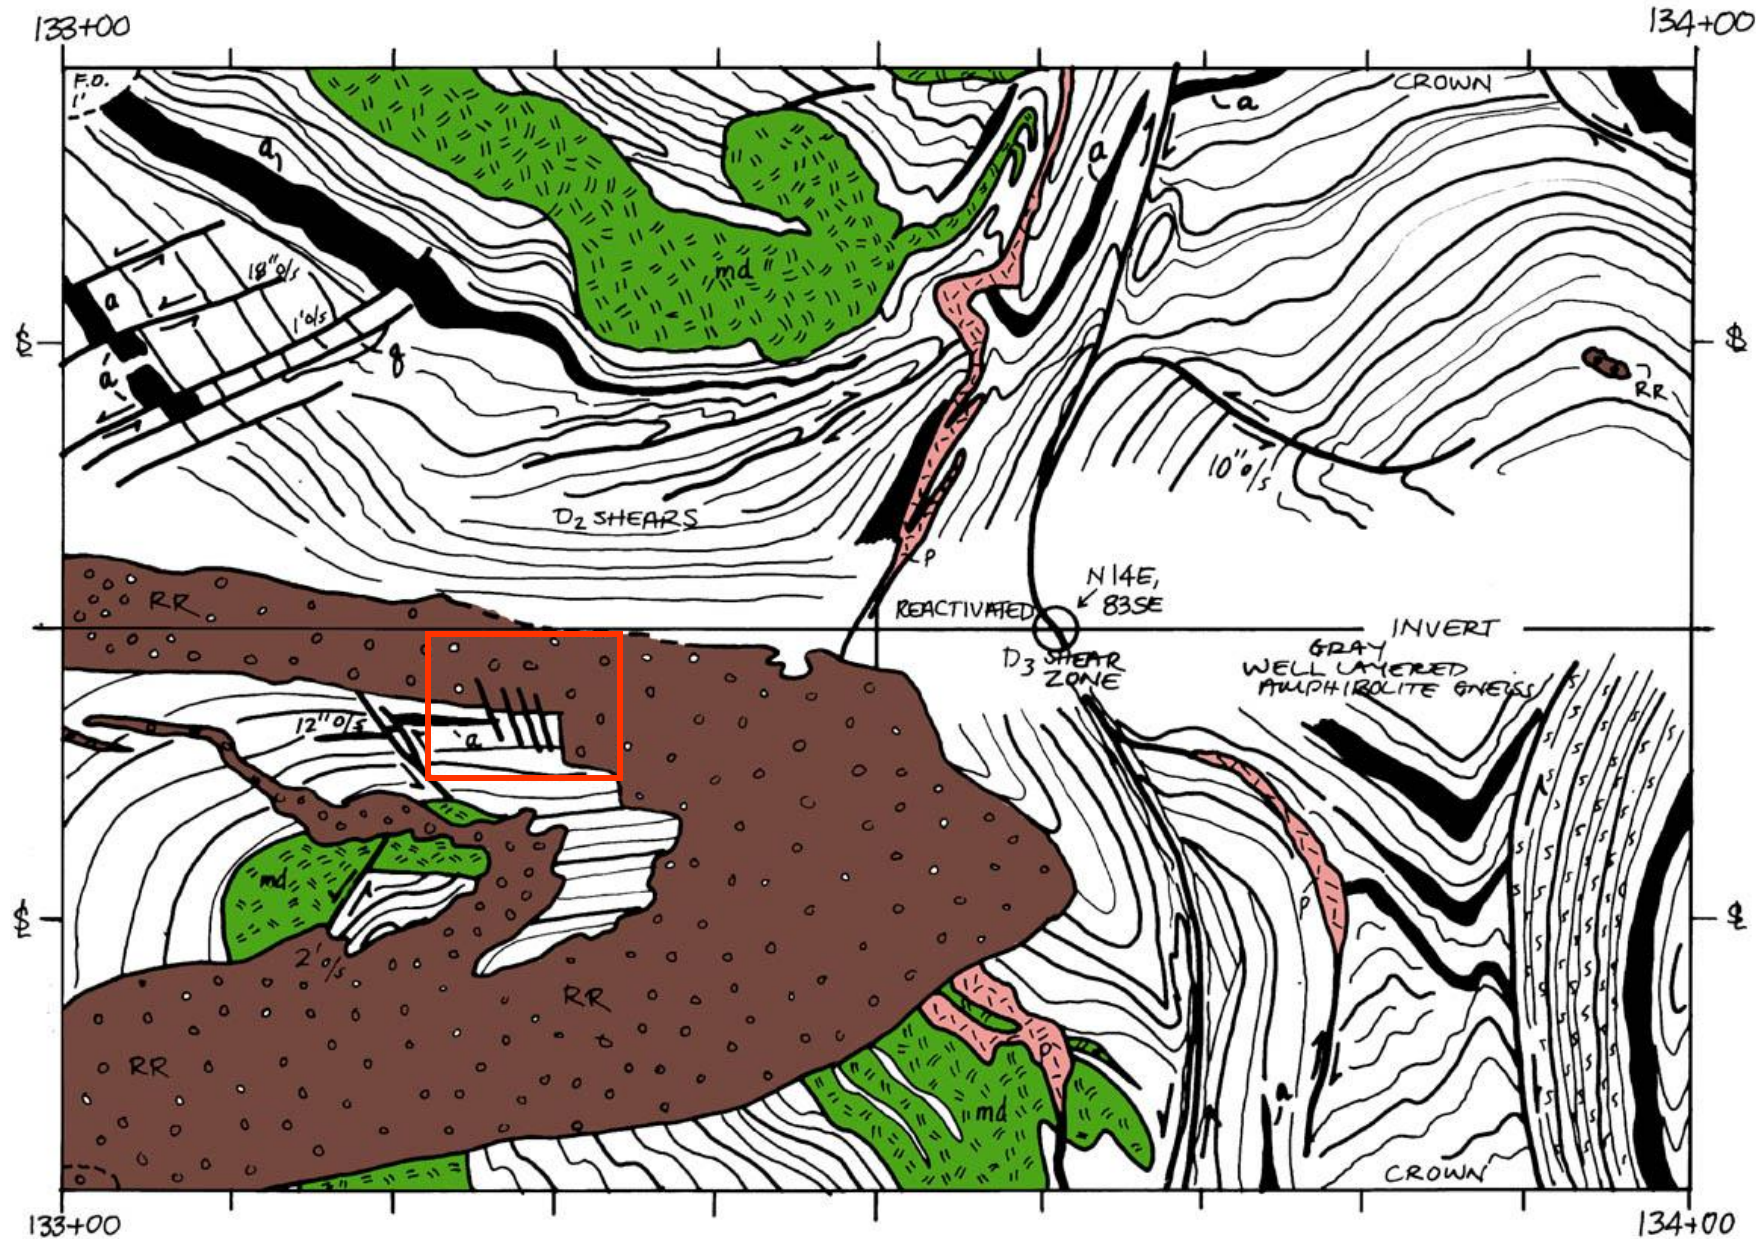 133+00
134+00
F.O.
1'
CROWN
a
a
a
md
18" o/s
a
1' o/s
a
q
RR
10" o/s
D2 SHEARS
p
N14E,
83SE
RR
REACTIVATED
INVERT
D3 SHEAR
ZONE
GRAY
WELL LAYERED
AMPHIBOLITE GNEISS
12" o/s
a
md
p
2' o/s
RR
RR
p
md
a
CROWN
133+00
134+00